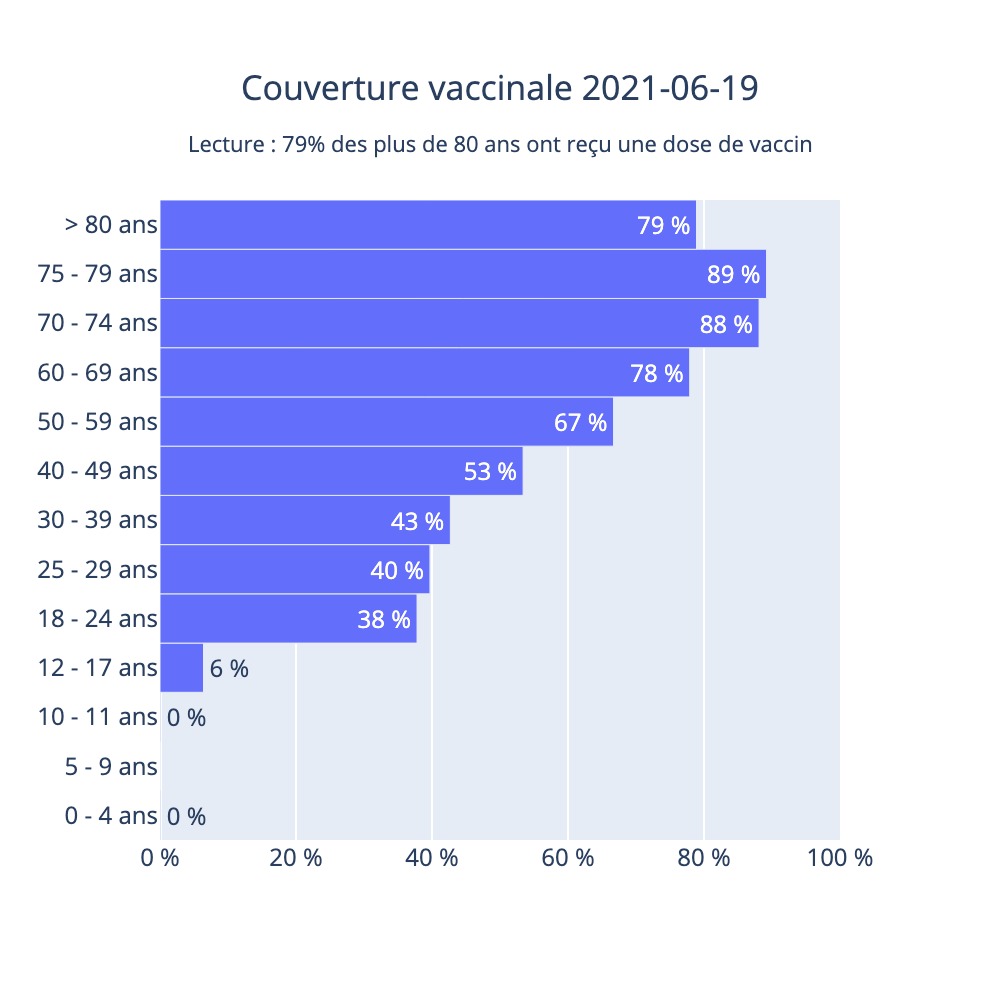 Couverture vaccinale 2021-06-19
Lecture : 79% des plus de 80 ans ont reçu une dose de vaccin
> 80 ans 79 %
75 - 79 ans 89 %
70 - 74 ans 88 %
60 - 69 ans 78 %
50 - 59 ans 67 %
40 - 49 ans 53 %
30 - 39 ans 43 %
25 - 29 ans 40 %
18 - 24 ans 38 %
12 - 17 ans 6 %
10 - 11 ans 0 %
5 - 9 ans
0 - 4 ans 0 %
0 % 20 % 40 % 60 % 80 % 100 %